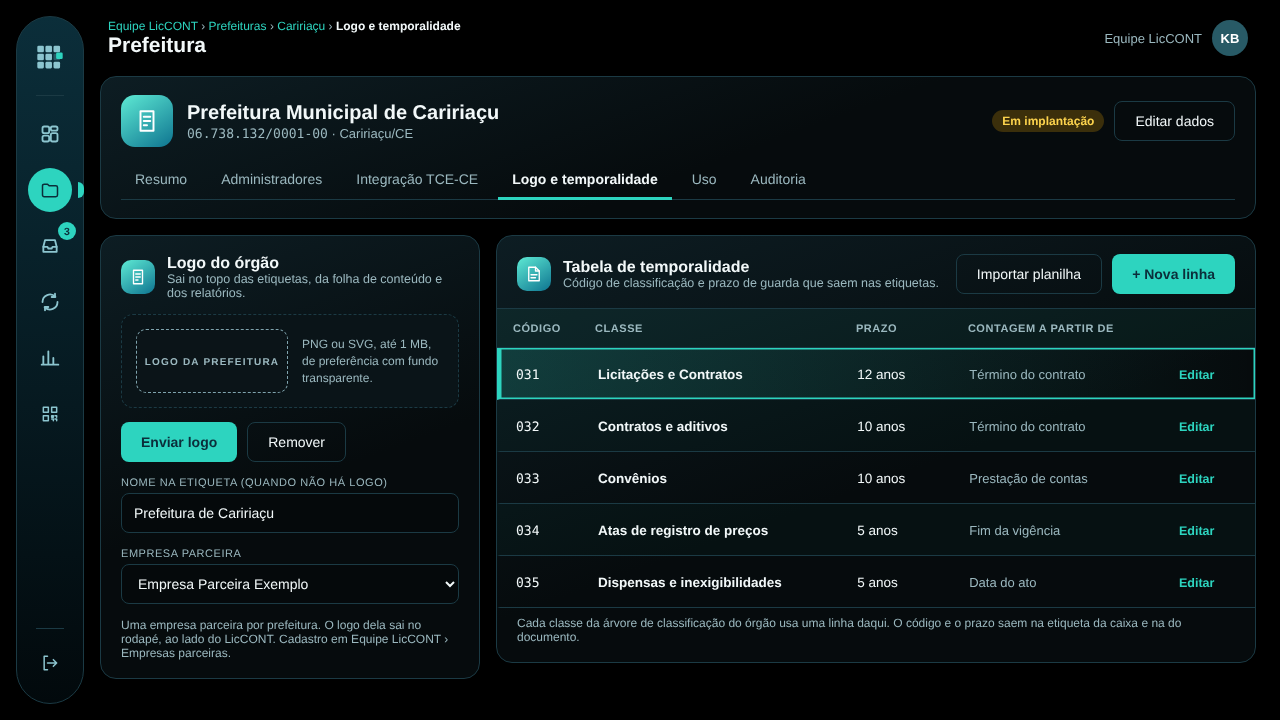 Equipe LicCONT › Prefeituras › Caririaçu › Logo e temporalidade
Prefeitura
Equipe LicCONT
KB
3
Prefeitura Municipal de Caririaçu
06.738.132/0001-00 · Caririaçu/CE
Em implantação
Editar dados
Resumo
Administradores
Integração TCE-CE
Logo e temporalidade
Uso
Auditoria
Logo do órgão
Sai no topo das etiquetas, da folha de conteúdo e
dos relatórios.
LOGO DA PREFEITURA
PNG ou SVG, até 1 MB,
de preferência com fundo
transparente.
Enviar logo
Remover
NOME NA ETIQUETA (QUANDO NÃO HÁ LOGO)
Prefeitura de Caririaçu
EMPRESA PARCEIRA
Empresa Parceira Exemplo
Uma empresa parceira por prefeitura. O logo dela sai no
rodapé, ao lado do LicCONT. Cadastro em Equipe LicCONT ›
Empresas parceiras.
Tabela de temporalidade
Código de classificação e prazo de guarda que saem nas etiquetas.
Importar planilha
+ Nova linha
CÓDIGO CLASSE PRAZO CONTAGEM A PARTIR DE
031 Licitações e Contratos 12 anos Término do contrato Editar
032 Contratos e aditivos 10 anos Término do contrato Editar
033 Convênios 10 anos Prestação de contas Editar
034 Atas de registro de preços 5 anos Fim da vigência Editar
035 Dispensas e inexigibilidades 5 anos Data do ato Editar
Cada classe da árvore de classificação do órgão usa uma linha daqui. O código e o prazo saem na etiqueta da caixa e na do
documento.